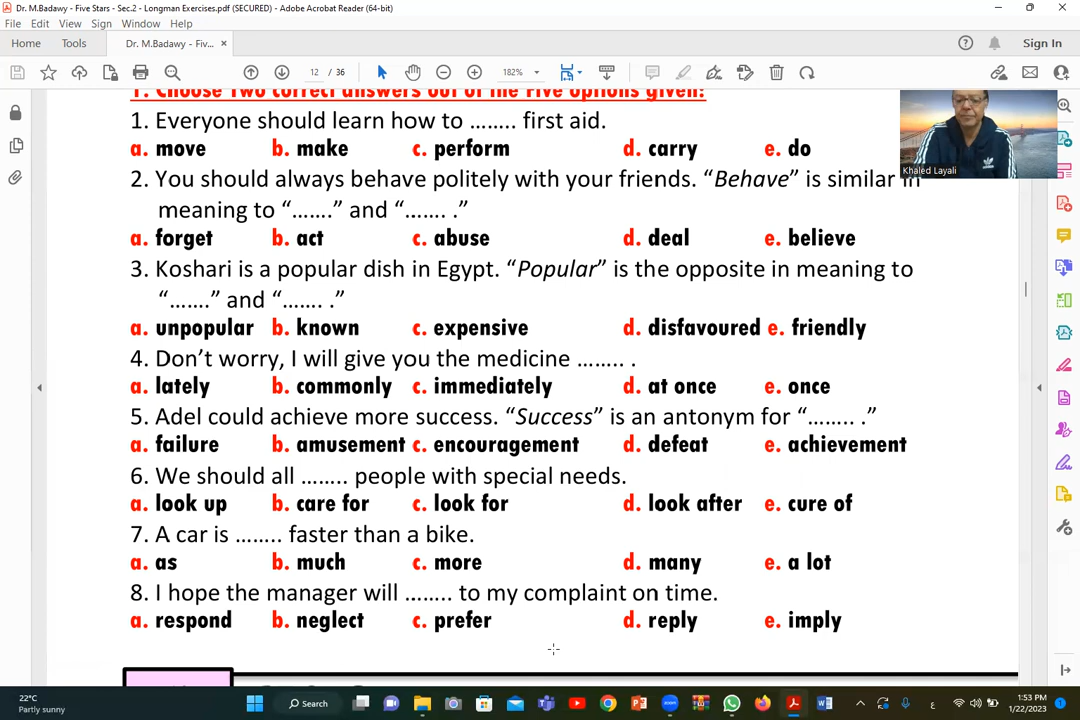 Dr. M.Badawy - Five Stars - Sec.2 - Longman Exercises.pdf (SECURED) - Adobe Acrobat Reader (64-bit)
File Edit View Sign Window Help
Home Tools Dr. M.Badawy - Fiv... × Sign In
12 / 36 182%
1. Choose Two correct answers out of the Five options given:
1. Everyone should learn how to …….. first aid.
a. move b. make c. perform d. carry e. do
2. You should always behave politely with your friends. “Behave” is similar in
meaning to “…….” and “……. .”
a. forget b. act c. abuse d. deal e. believe
3. Koshari is a popular dish in Egypt. “Popular” is the opposite in meaning to
“…….” and “……. .”
a. unpopular b. known c. expensive d. disfavoured e. friendly
4. Don’t worry, I will give you the medicine …….. .
a. lately b. commonly c. immediately d. at once e. once
5. Adel could achieve more success. “Success” is an antonym for “…….. .”
a. failure b. amusement c. encouragement d. defeat e. achievement
6. We should all …….. people with special needs.
a. look up b. care for c. look for d. look after e. cure of
7. A car is …….. faster than a bike.
a. as b. much c. more d. many e. a lot
8. I hope the manager will …….. to my complaint on time.
a. respond b. neglect c. prefer d. reply e. imply
Khaled Layali
22°C
Partly sunny
Search
ع
1:53 PM
1/22/2023